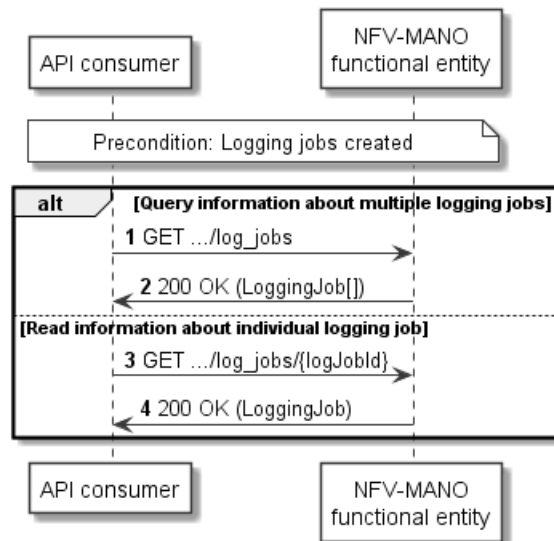 API consumer
NFV-MANO
functional entity
Precondition: Logging jobs created
alt [Query information about multiple logging jobs]
1 GET .../log_jobs
2 200 OK (LoggingJob[])
[Read information about individual logging job]
3 GET .../log_jobs/{logJobId}
4 200 OK (LoggingJob)
API consumer
NFV-MANO
functional entity